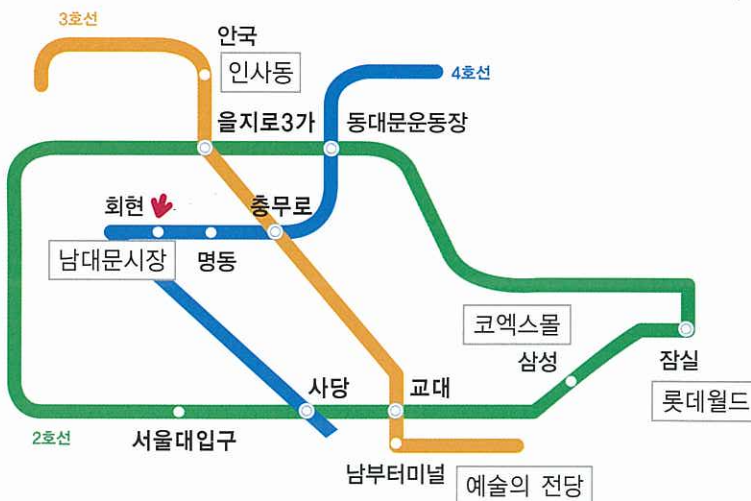 3호선
안국
인사동
4호선
을지로3가
동대문운동장
회현
충무로
남대문시장
명동
코엑스몰
삼성
잠실
롯데월드
사당
교대
2호선
서울대입구
남부터미널
예술의 전당